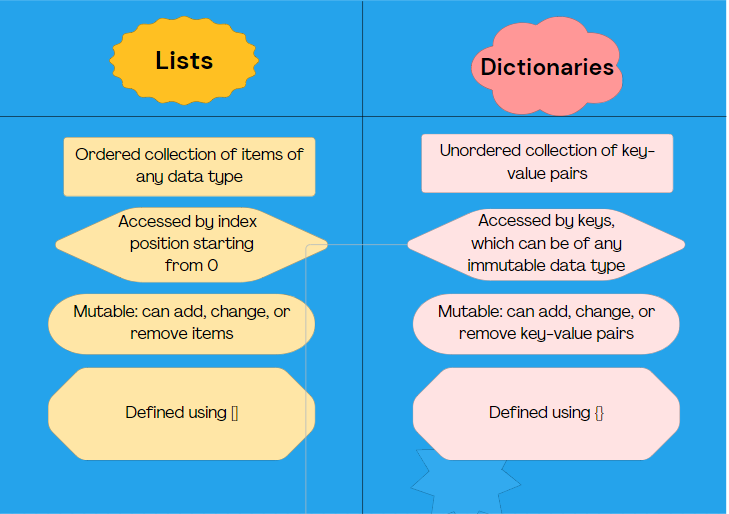 Lists
Dictionaries
Ordered collection of items of
any data type
Unordered collection of key-
value pairs
Accessed by index
position starting
from 0
Accessed by keys,
which can be of any
immutable data type
Mutable: can add, change, or
remove items
Mutable: can add, change, or
remove key-value pairs
Defined using []
Defined using {}